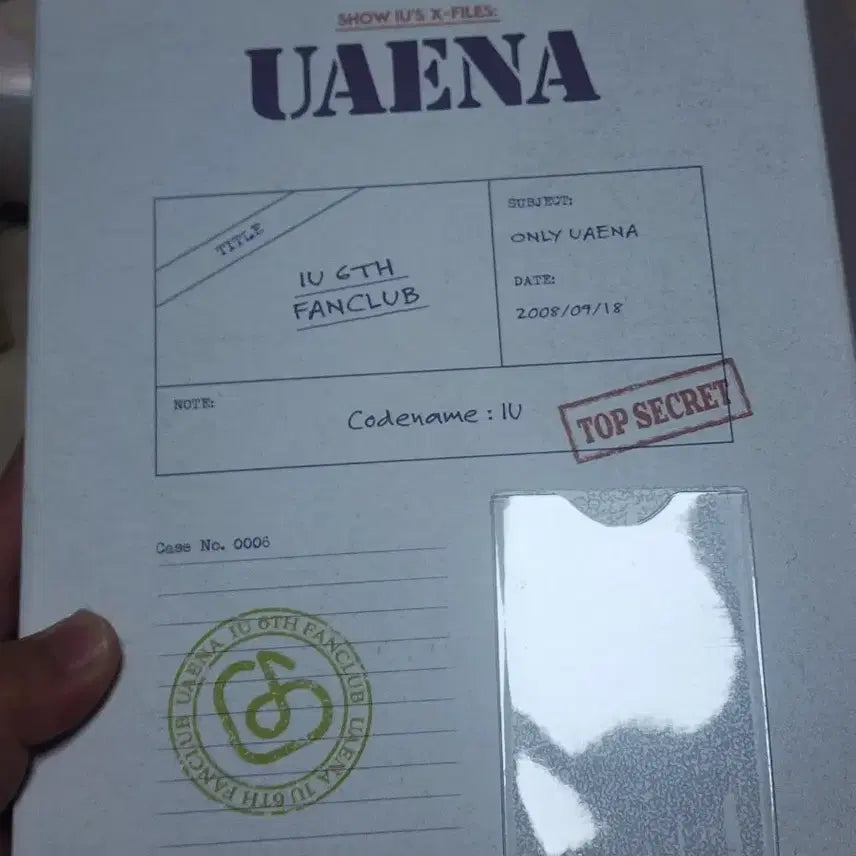 SHOW IU'S X-FILES:
UAENA
TITLE
IU 6TH
FANCLUB
SUBJECT:
ONLY UAENA
DATE:
2008/09/18
NOTE:
Codename : IU
TOP SECRET
Case No. 0006
UAENA IU 6TH FANCLUB UAENA IU 6TH FANCLUB